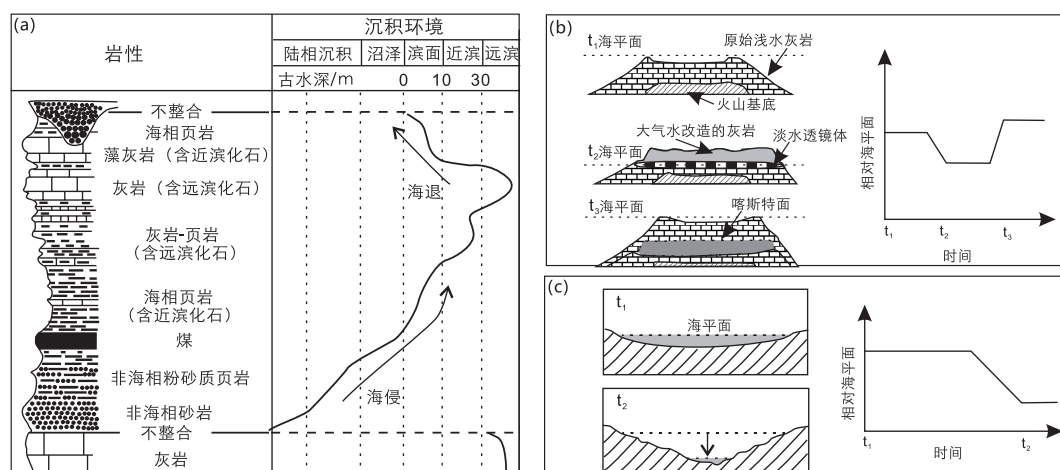 (a)
岩性
沉积环境
陆相沉积 沼泽 滨面 近滨 远滨
古水深/m 0 10 30
不整合
海相页岩
藻灰岩（含近滨化石）
灰岩（含远滨化石）
海退
灰岩-页岩
(含远滨化石)
海相页岩
(含近滨化石)
煤
非海相粉砂质页岩
海侵
非海相砂岩
不整合
灰岩
(b)
t₁海平面
原始浅水灰岩
火山基底
大气水改造的灰岩
淡水透镜体
t₂海平面
喀斯特面
t₃海平面
相对海平面
t₁ t₂ t₃
时间
(c)
t₁
海平面
t₂
相对海平面
t₁ 时间 t₂